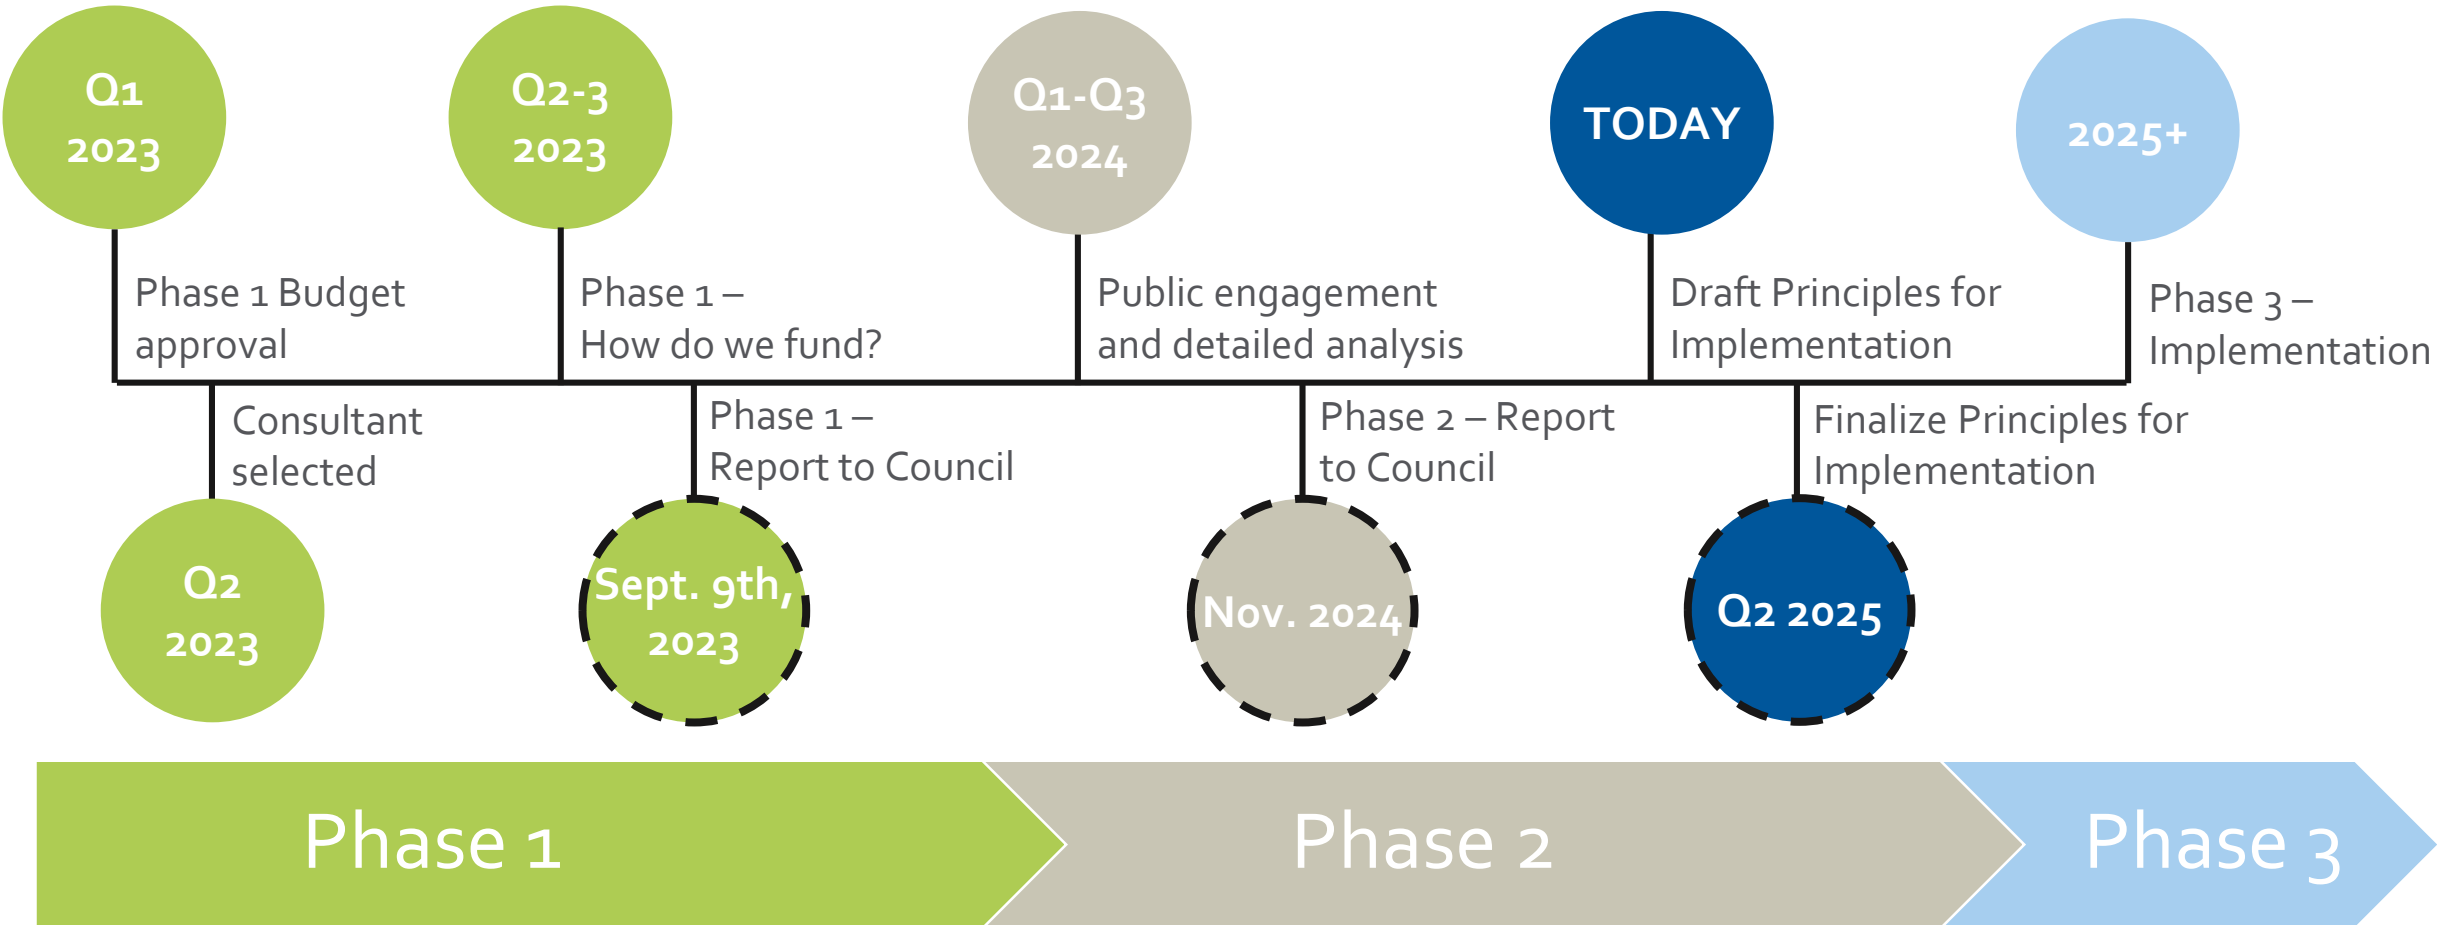 Q1
2023
Q2-3
2023
Q1-Q3
2024
TODAY
2025+
Phase 1 Budget
approval
Phase 1 –
How do we fund?
Public engagement
and detailed analysis
Draft Principles for
Implementation
Phase 3 –
Implementation
Consultant
selected
Phase 1 –
Report to Council
Phase 2 – Report
to Council
Finalize Principles for
Implementation
Q2
2023
Sept. 9th,
2023
Nov. 2024
Q2 2025
Phase 1
Phase 2
Phase 3